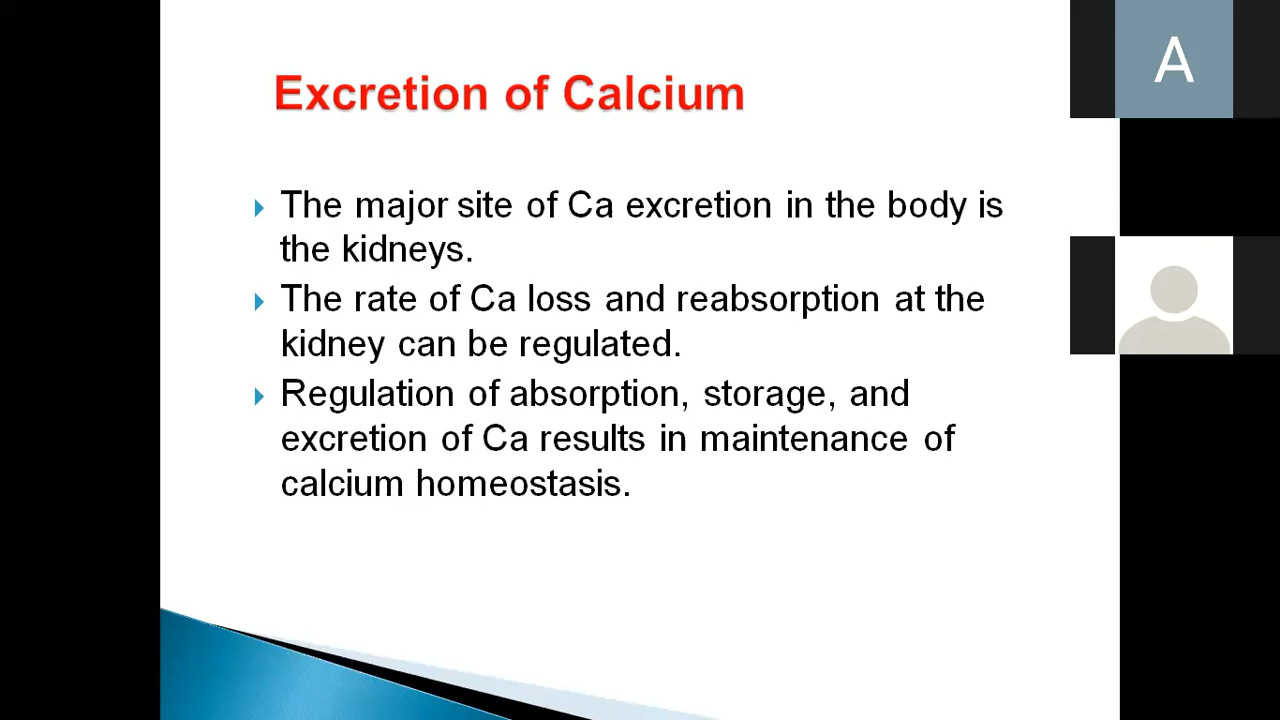 Excretion of Calcium
A
The major site of Ca excretion in the body is
the kidneys.
The rate of Ca loss and reabsorption at the
kidney can be regulated.
Regulation of absorption, storage, and
excretion of Ca results in maintenance of
calcium homeostasis.